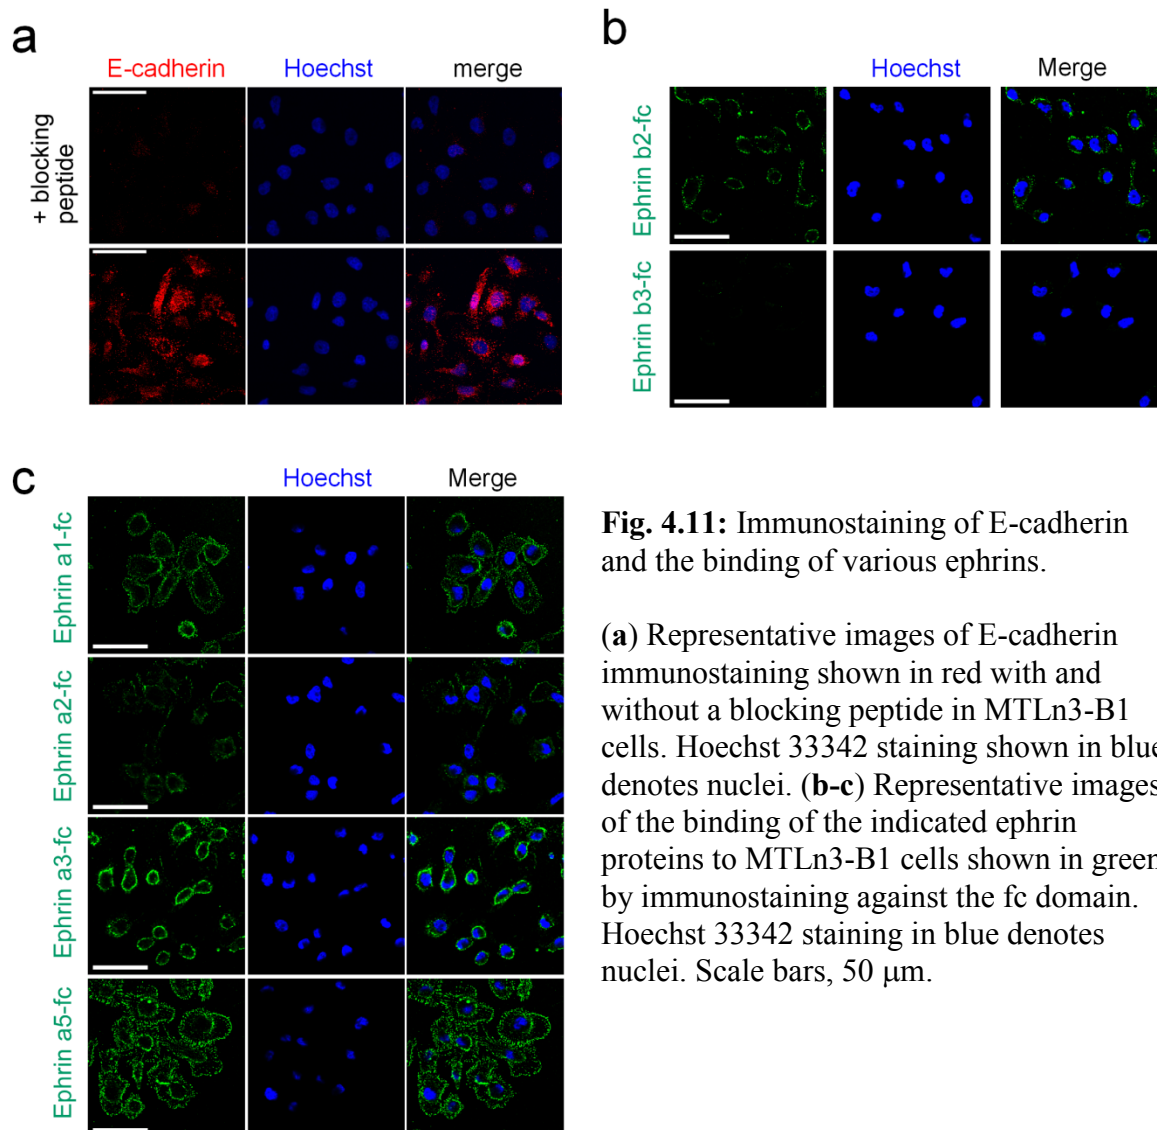 a
E-cadherin Hoechst merge
+ blocking
peptide
b
Hoechst Merge
Ephrin b2-fc
Ephrin b3-fc
c
Hoechst Merge
Ephrin a1-fc
Ephrin a2-fc
Ephrin a3-fc
Ephrin a5-fc
Fig. 4.11: Immunostaining of E-cadherin
and the binding of various ephrins.
(a) Representative images of E-cadherin
immunostaining shown in red with and
without a blocking peptide in MTLn3-B1
cells. Hoechst 33342 staining shown in blue
denotes nuclei. (b-c) Representative images
of the binding of the indicated ephrin
proteins to MTLn3-B1 cells shown in green
by immunostaining against the fc domain.
Hoechst 33342 staining in blue denotes
nuclei. Scale bars, 50 μm.